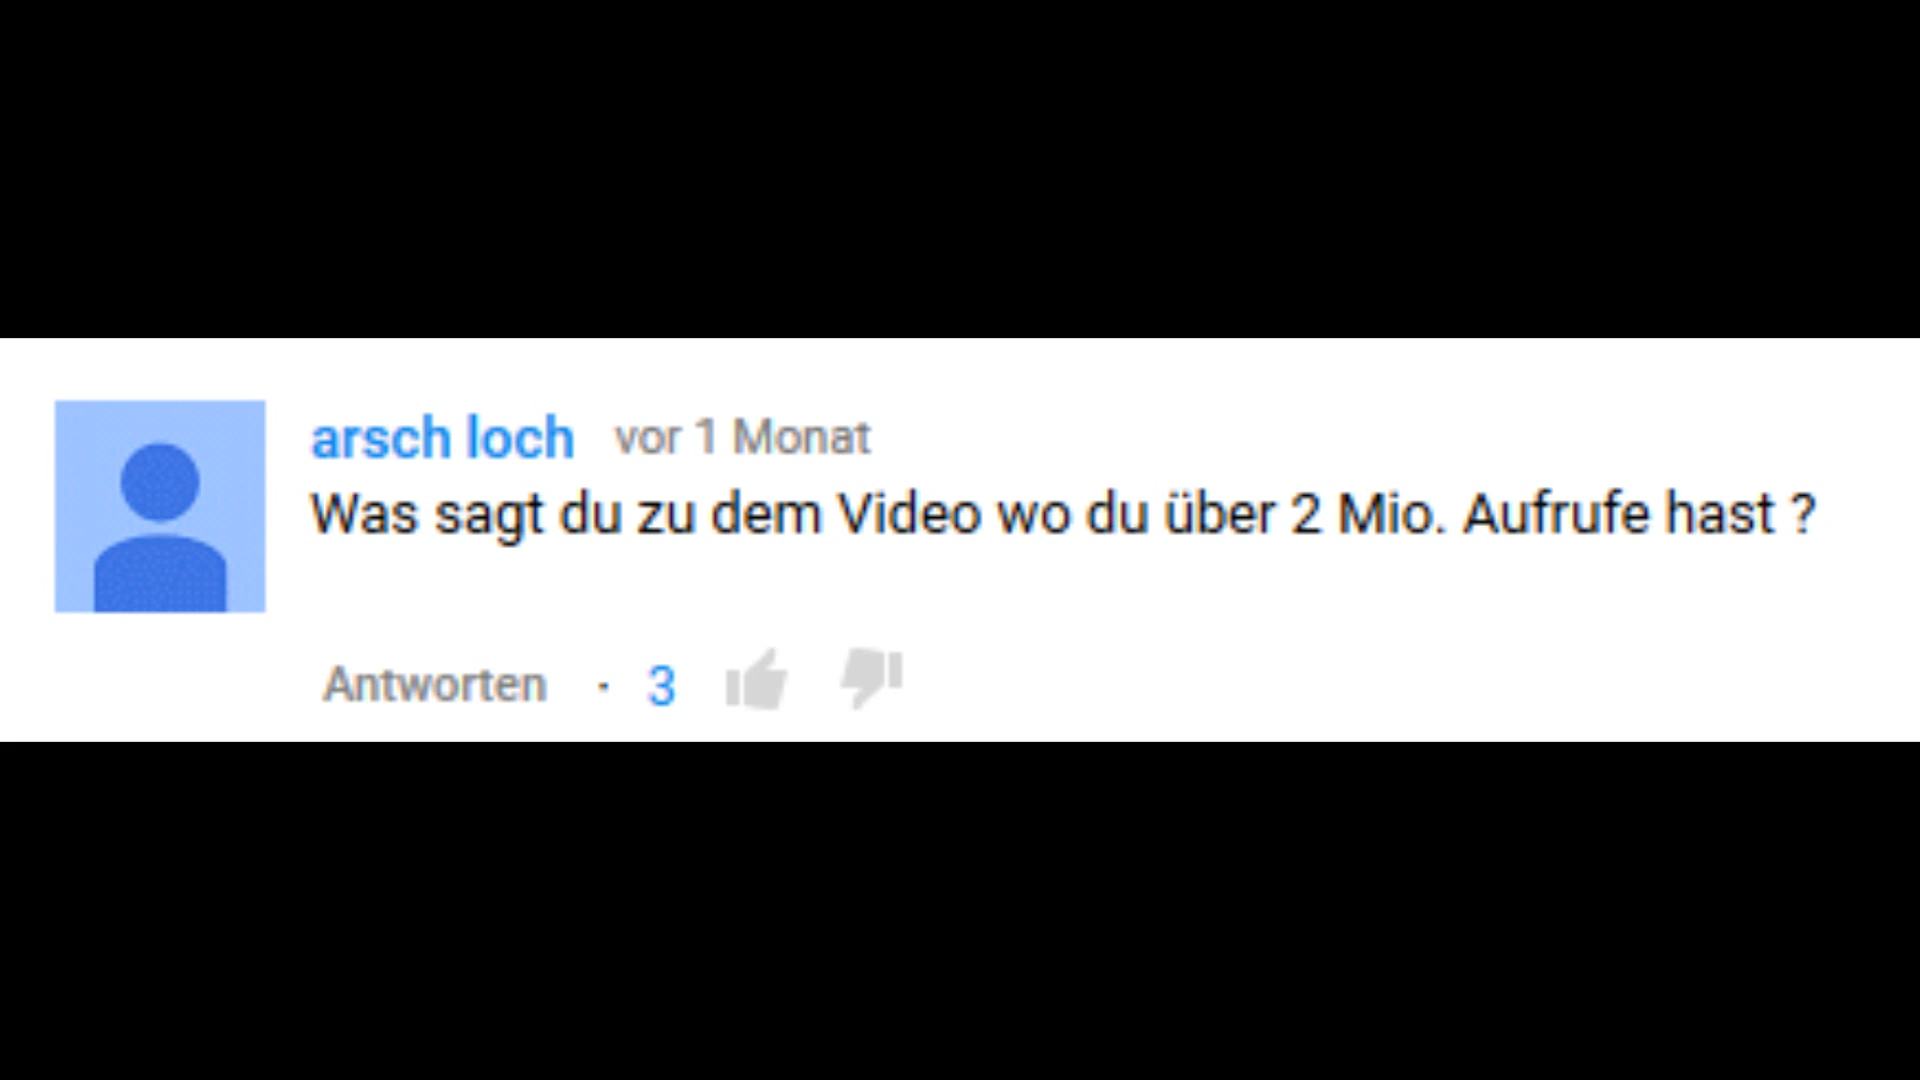 arsch loch vor 1 Monat
Was sagt du zu dem Video wo du über 2 Mio. Aufrufe hast ?
Antworten · 3